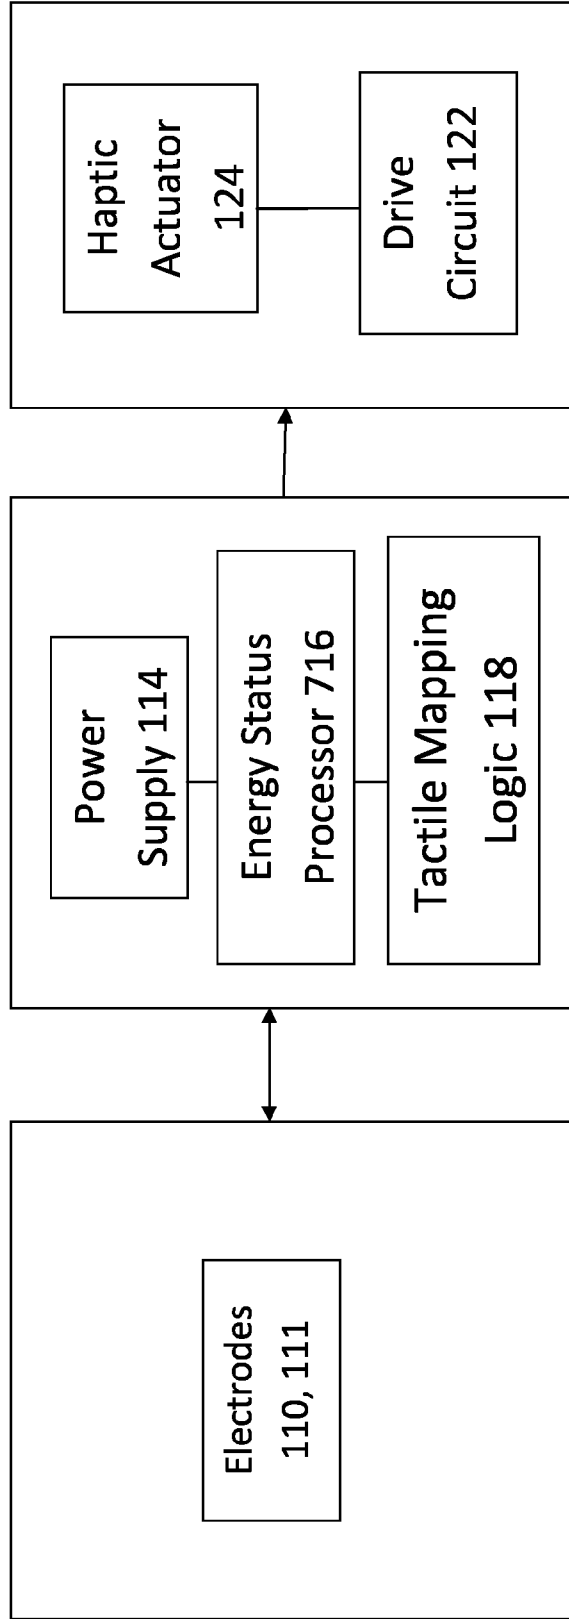 Electrodes
110, 111
Power
Supply 114
Energy Status
Processor 716
Tactile Mapping
Logic 118
Haptic
Actuator
124
Drive
Circuit 122